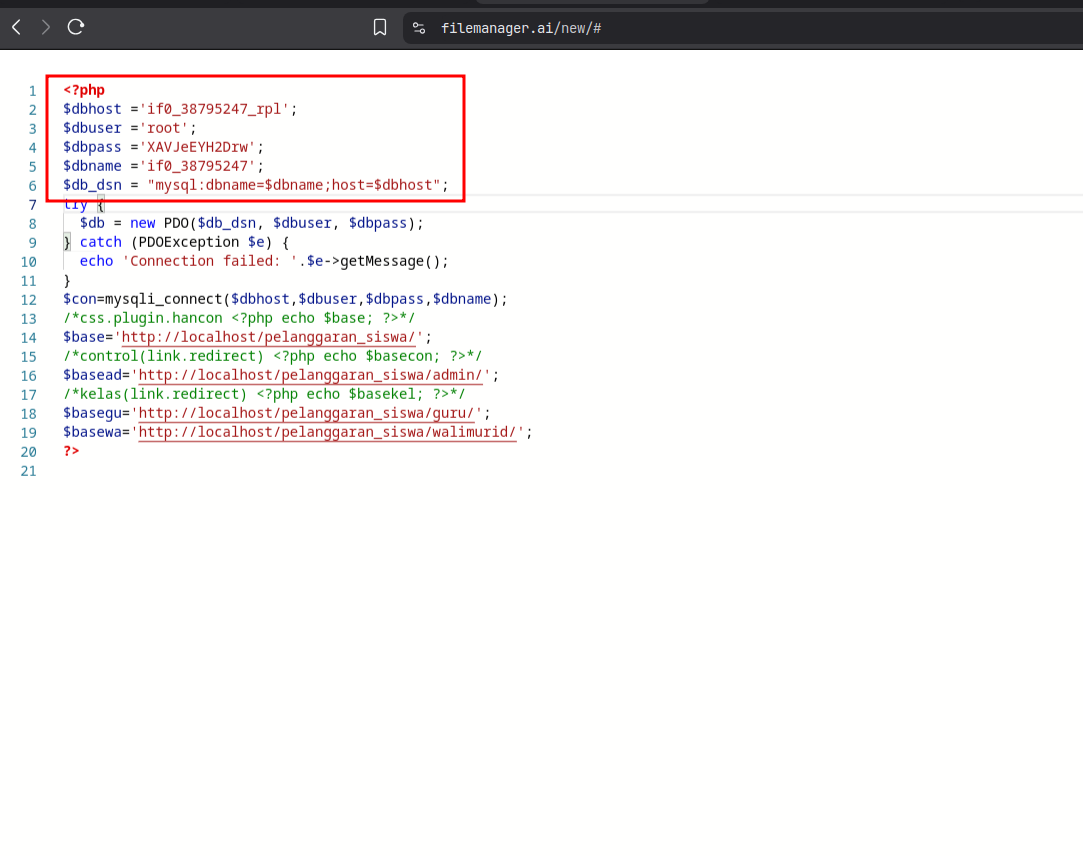 filemanager.ai/new/#
1 <?php
2 $dbhost ='if0_38795247_rpl';
3 $dbuser ='root';
4 $dbpass ='XAVJeEYH2Drw';
5 $dbname ='if0_38795247';
6 $db_dsn = "mysql:dbname=$dbname;host=$dbhost";
7 try {
8   $db = new PDO($db_dsn, $dbuser, $dbpass);
9 } catch (PDOException $e) {
10   echo 'Connection failed: '.$e->getMessage();
11 }
12 $con=mysqli_connect($dbhost,$dbuser,$dbpass,$dbname);
13 /*css.plugin.hancon <?php echo $base; ?>*/
14 $base='http://localhost/pelanggaran_siswa/';
15 /*control(link.redirect) <?php echo $basecon; ?>*/
16 $basead='http://localhost/pelanggaran_siswa/admin/';
17 /*kelas(link.redirect) <?php echo $basekel; ?>*/
18 $basegu='http://localhost/pelanggaran_siswa/guru/';
19 $basewa='http://localhost/pelanggaran_siswa/walimurid/';
20 ?>
21